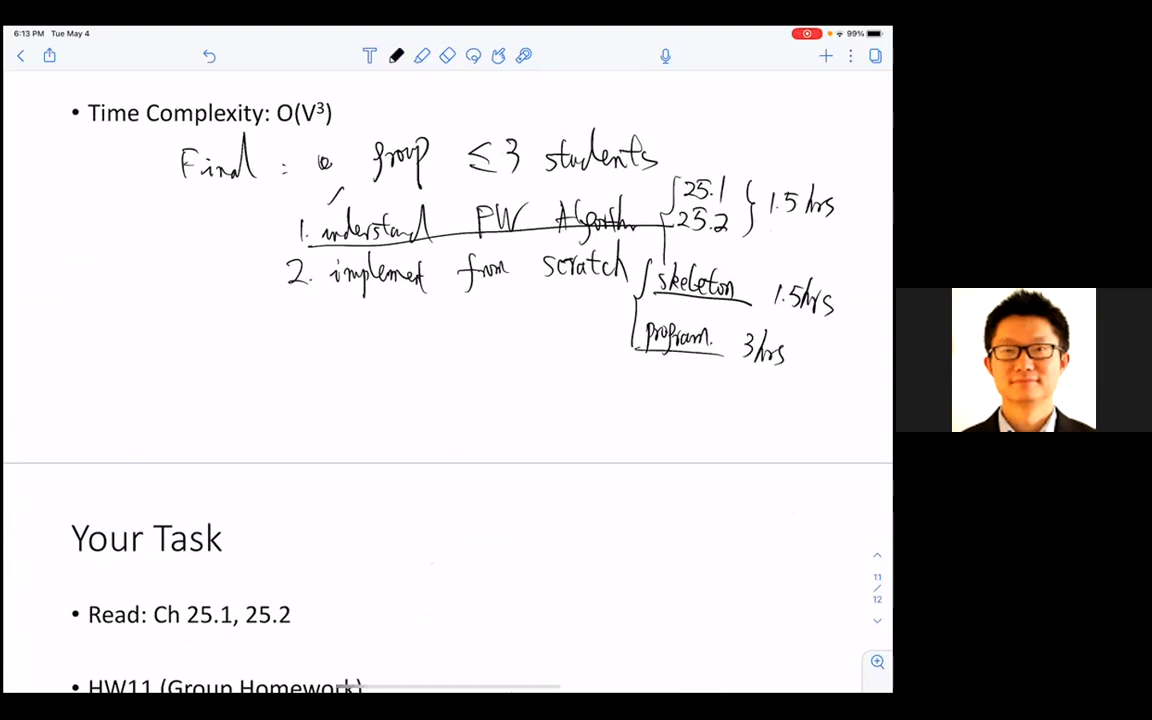 6:13 PM Tue May 4
99%
• Time Complexity: O(V³)
Final : group ≤ 3 students
1. understand FW Algorithm 25.1 25.2 1.5 hrs
2. implement from scratch skeleton 1.5hrs
program. 3hrs
Your Task
• Read: Ch 25.1, 25.2
• HW11 (Group Homework)
11
/
12